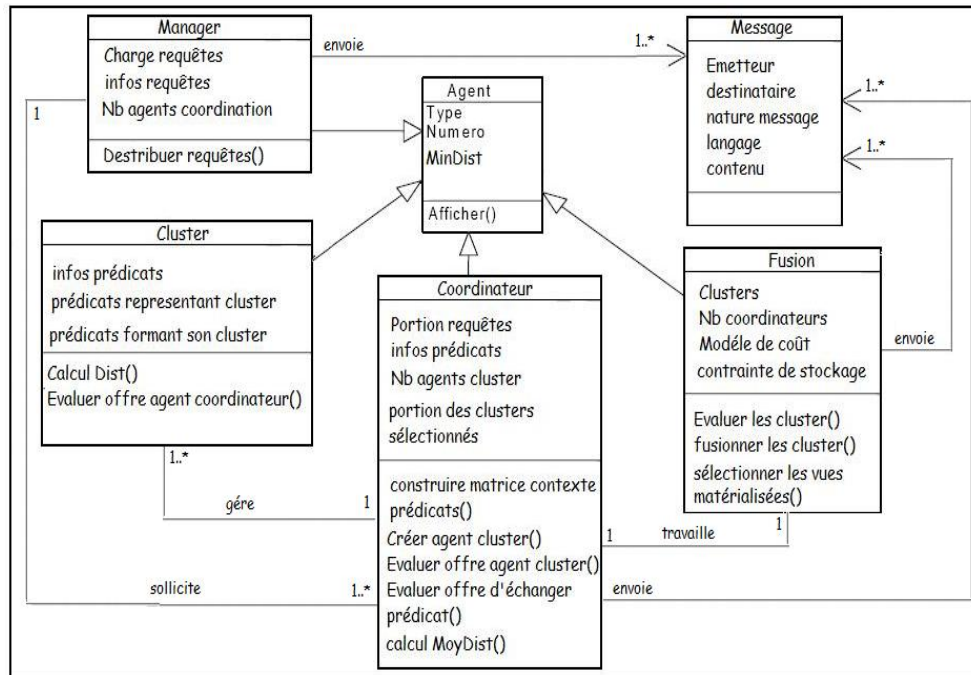 Manager
Charge requêtes
infos requêtes
Nb agents coordination
Destribuer requêtes()
envoie
1..*
Message
Emetteur
destinataire
nature message
langage
contenu
1..*
1..*
1
Agent
Type
Numero
MinDist
Afficher()
Cluster
infos prédicats
prédicats representant cluster
prédicats formant son cluster
Calcul Dist()
Evaluer offre agent coordinateur()
Coordinateur
Portion requêtes
infos prédicats
Nb agents cluster
portion des clusters
sélectionnés
construire matrice contexte
prédicats()
Créer agent cluster()
Evaluer offre agent cluster()
Evaluer offre d'échanger
prédicat()
calcul MoyDist()
Fusion
Clusters
Nb coordinateurs
Modéle de coût
contrainte de stockage
Evaluer les cluster()
fusionner les cluster()
sélectionner les vues
matérialisées()
envoie
1..*
gére
1
1
travaille
1
sollicite
1..*
envoie